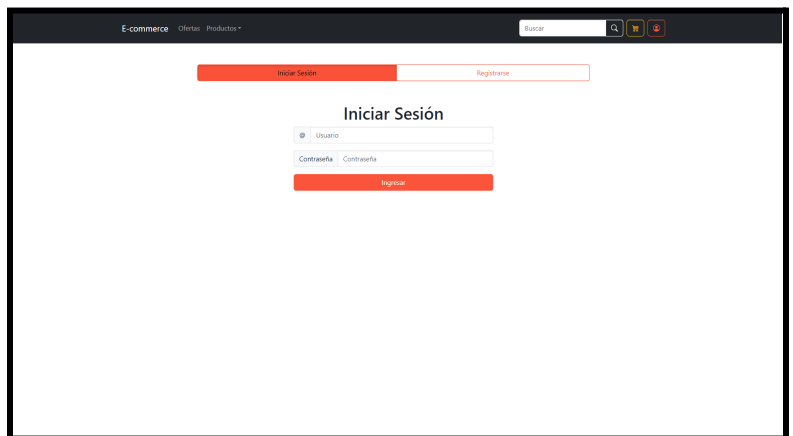 E-commerce Ofertas Productos Buscar
Iniciar Sesión Registrarse
Iniciar Sesión
@ Usuario
Contraseña Contraseña
Ingresar